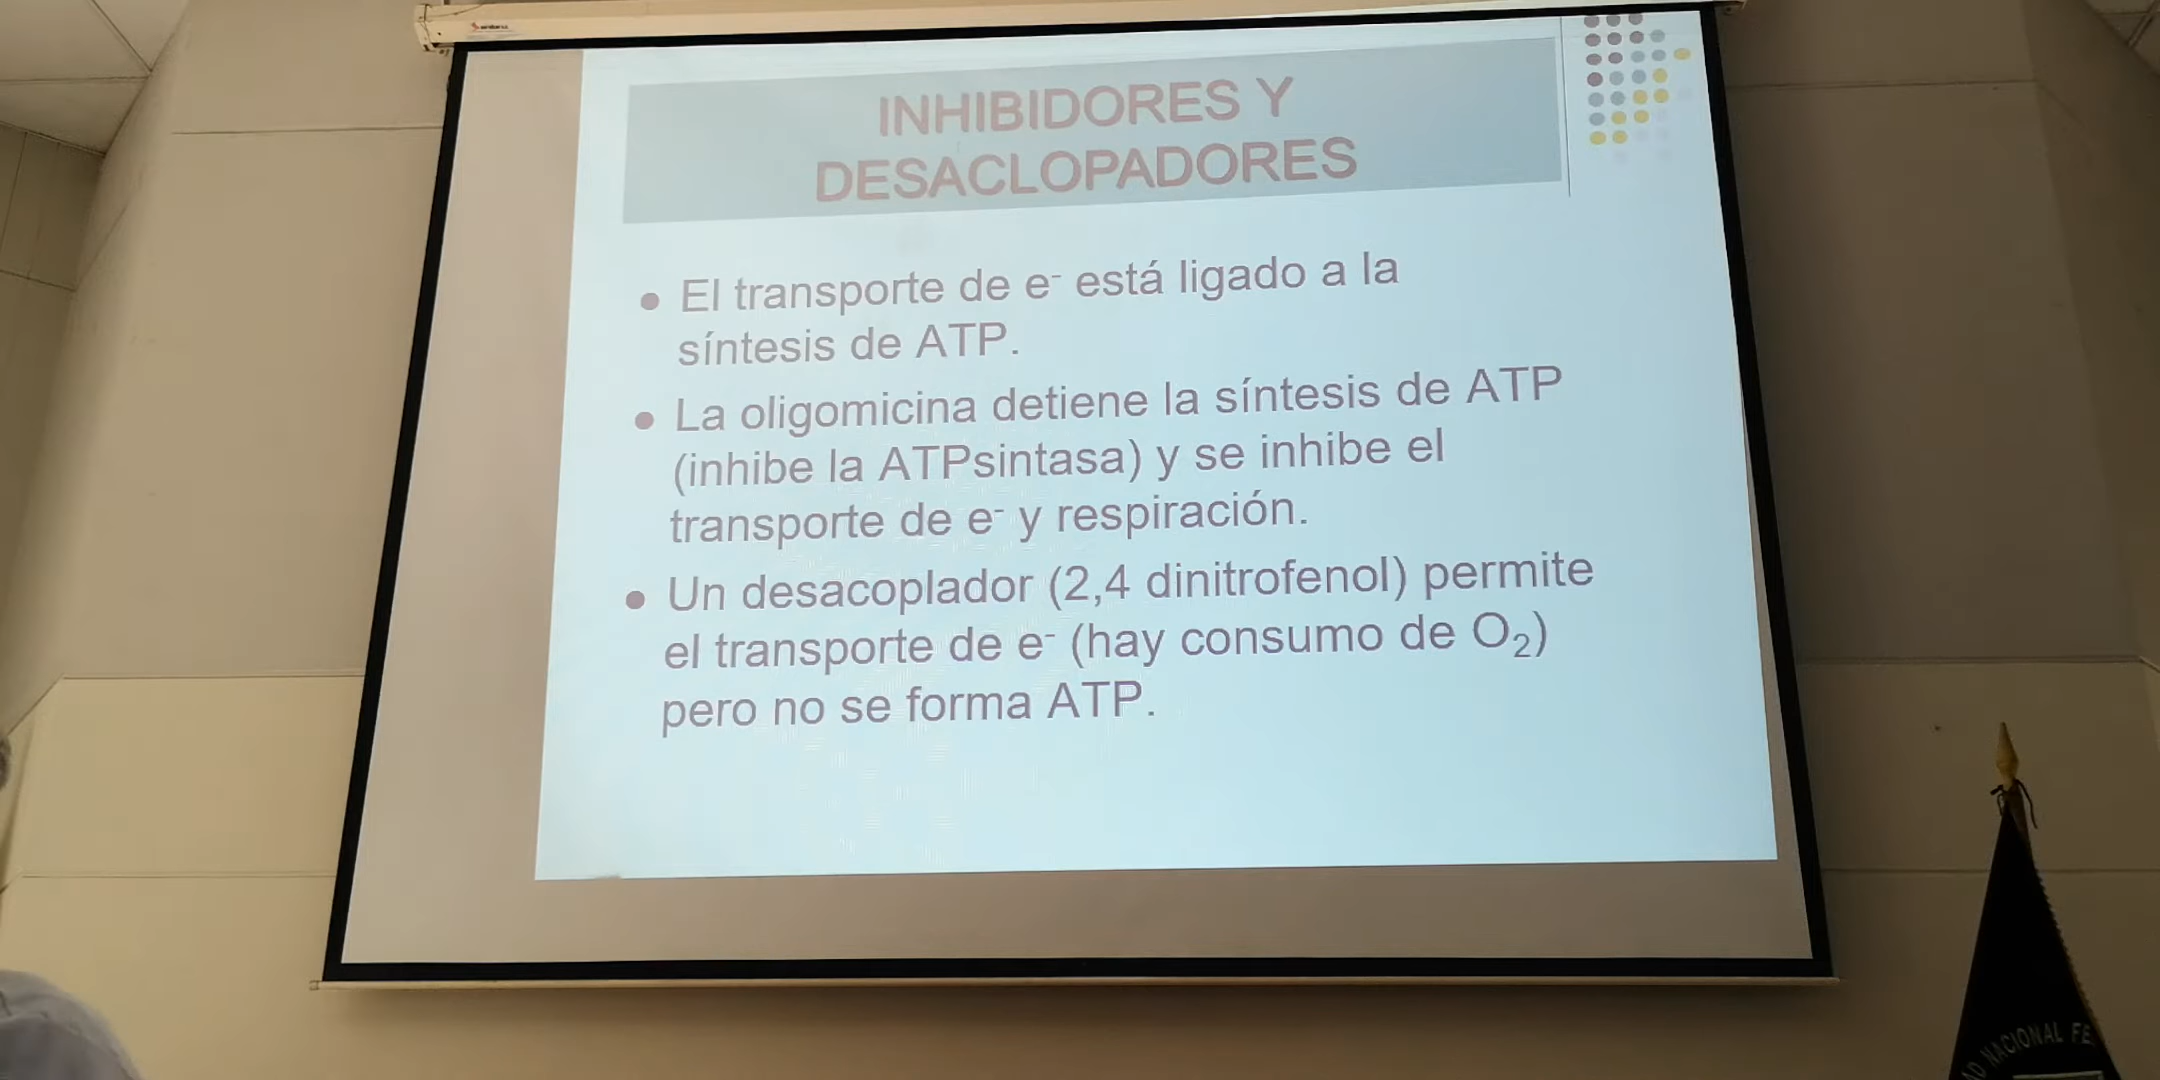 INHIBIDORES Y
DESACLOPADORES
• El transporte de e⁻ está ligado a la
síntesis de ATP.
• La oligomicina detiene la síntesis de ATP
(inhibe la ATPsintasa) y se inhibe el
transporte de e⁻ y respiración.
• Un desacoplador (2,4 dinitrofenol) permite
el transporte de e⁻ (hay consumo de O₂)
pero no se forma ATP.
NACIONAL FE